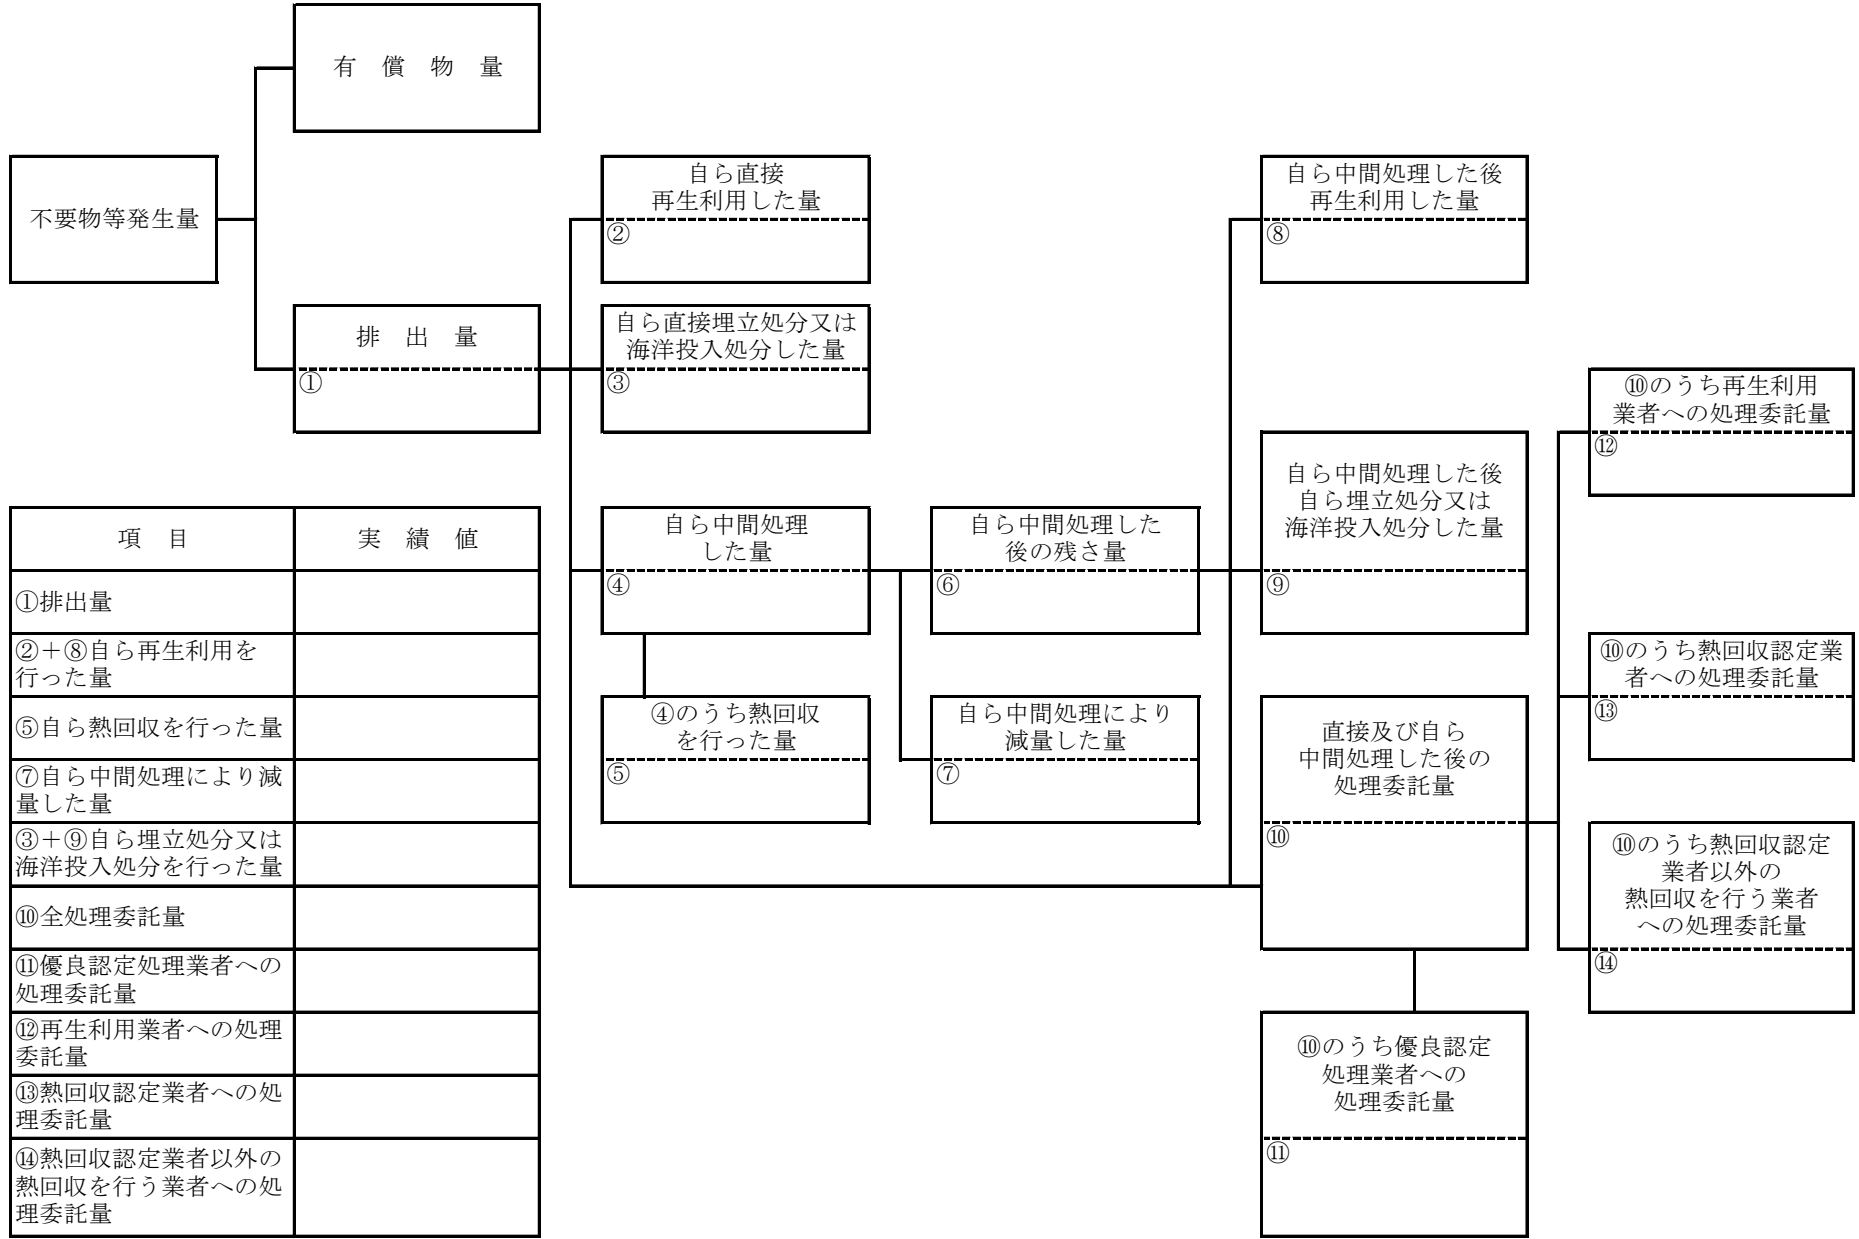 有　償　物　量
不要物等発生量
排　出　量
①
自ら直接
再生利用した量
②
自ら直接埋立処分又は
海洋投入処分した量
③
自ら中間処理
した量
④
④のうち熱回収
を行った量
⑤
自ら中間処理した
後の残さ量
⑥
自ら中間処理により
減量した量
⑦
自ら中間処理した後
再生利用した量
⑧
自ら中間処理した後
自ら埋立処分又は
海洋投入処分した量
⑨
直接及び自ら
中間処理した後の
処理委託量
⑩
⑩のうち優良認定
処理業者への
処理委託量
⑪
⑩のうち再生利用
業者への処理委託量
⑫
⑩のうち熱回収認定業
者への処理委託量
⑬
⑩のうち熱回収認定
業者以外の
熱回収を行う業者
への処理委託量
⑭
項　目
実　績　値
①排出量
②＋⑧自ら再生利用を
行った量
⑤自ら熱回収を行った量
⑦自ら中間処理により減
量した量
③＋⑨自ら埋立処分又は
海洋投入処分を行った量
⑩全処理委託量
⑪優良認定処理業者への
処理委託量
⑫再生利用業者への処理
委託量
⑬熱回収認定業者への処
理委託量
⑭熱回収認定業者以外の
熱回収を行う業者への処
理委託量